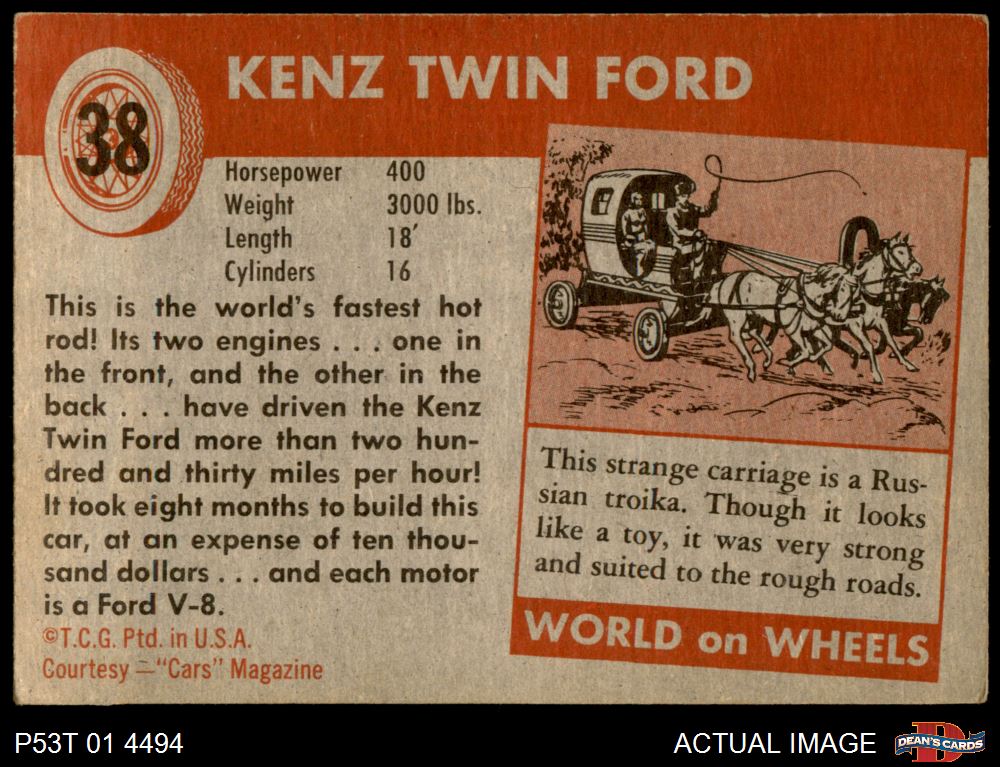 38
KENZ TWIN FORD
Horsepower 400
Weight 3000 lbs.
Length 18′
Cylinders 16
This is the world's fastest hot
rod! Its two engines . . . one in
the front, and the other in the
back . . . have driven the Kenz
Twin Ford more than two hun-
dred and thirty miles per hour!
It took eight months to build this
car, at an expense of ten thou-
sand dollars . . . and each motor
is a Ford V-8.
©T.C.G. Ptd. in U.S.A.
Courtesy —"Cars" Magazine
This strange carriage is a Rus-
sian troika. Though it looks
like a toy, it was very strong
and suited to the rough roads.
WORLD on WHEELS
P53T 01 4494
ACTUAL IMAGE
D
DEAN'S CARDS